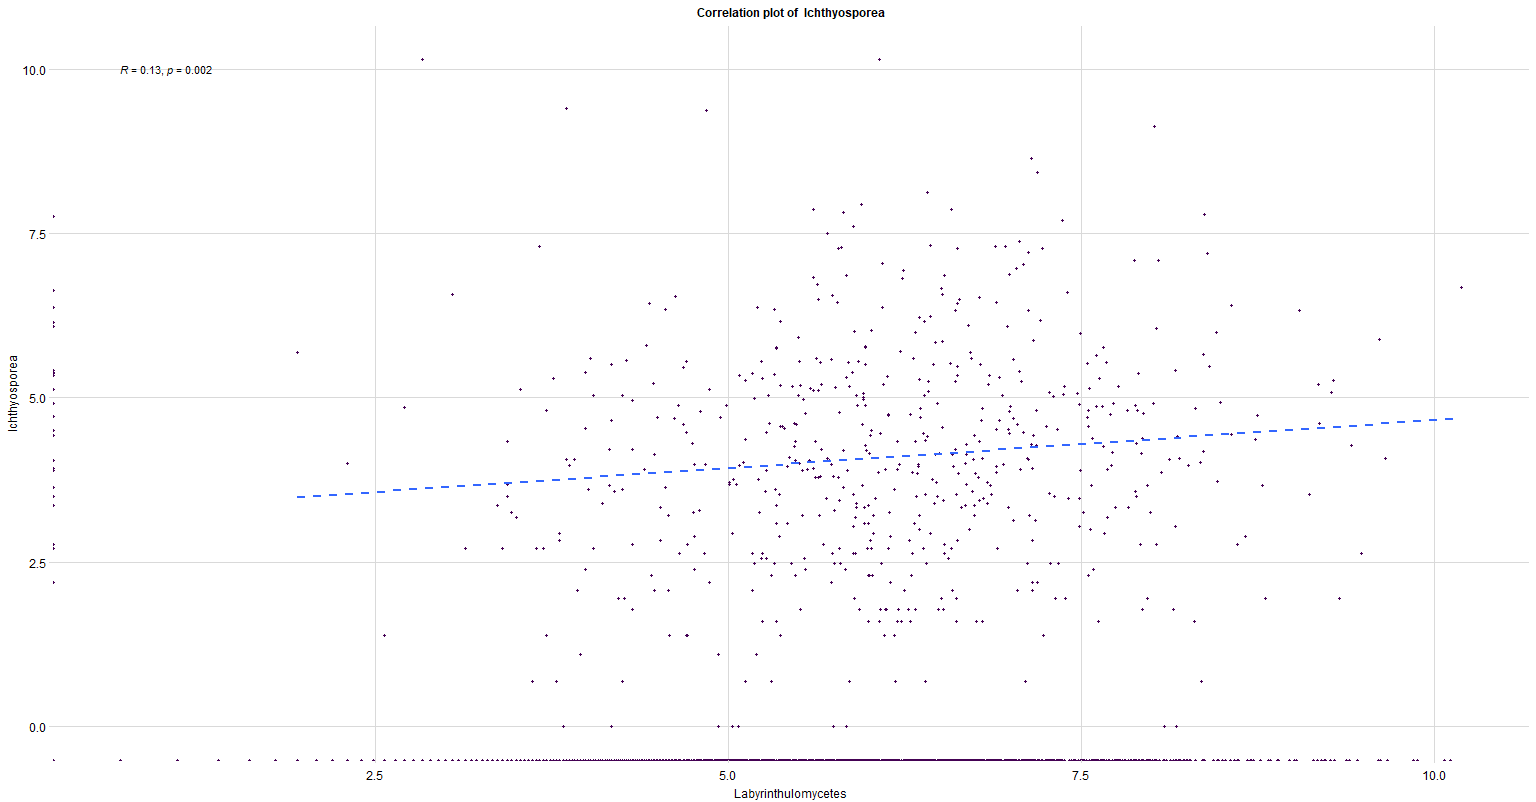 Correlation plot of Ichthyosporea
R = 0.13, p = 0.002
10.0
7.5
5.0
2.5
0.0
Ichthyosporea
2.5 5.0 7.5 10.0
Labyrinthulomycetes